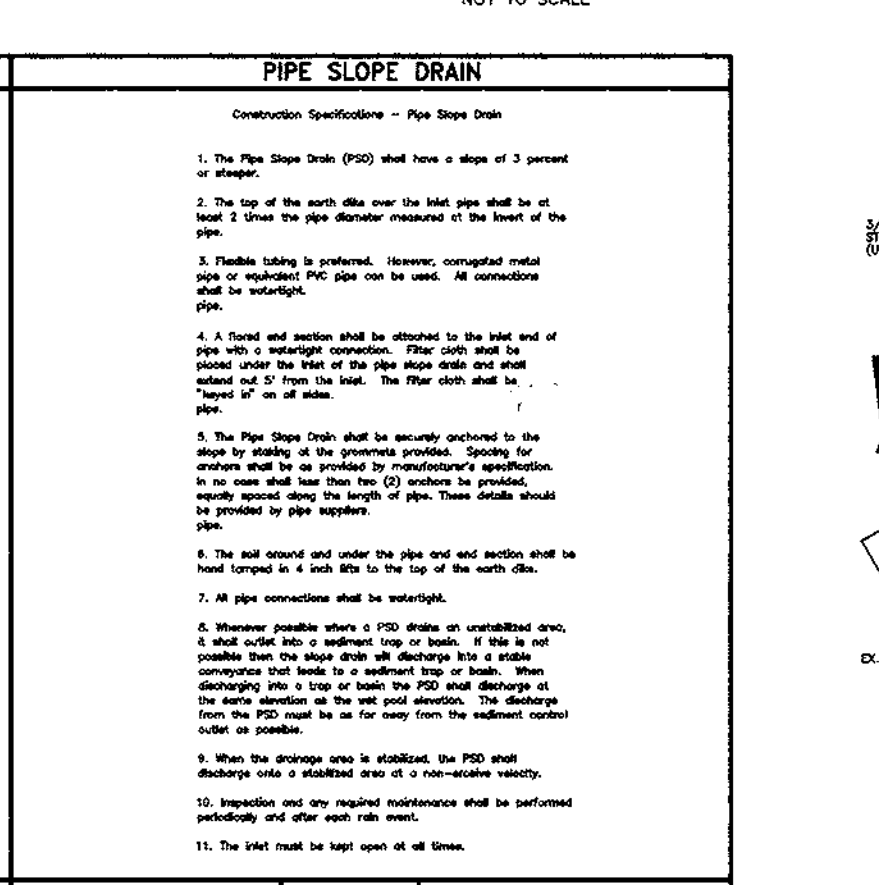 NOT TO SCALE
PIPE SLOPE DRAIN
Construction Specifications - Pipe Slope Drain
1. The Pipe Slope Drain (PSD) shall have a slope of 3 percent
or steeper.
2. The top of the earth dike over the inlet pipe shall be at
least 2 times the pipe diameter measured at the invert of the
pipe.
3. Flexible tubing is preferred. However, corrugated metal
pipe or equivalent PVC pipe can be used. All connections
shall be watertight.
pipe.
4. A flared end section shall be attached to the inlet end of
pipe with a watertight connection. Filter cloth shall be
placed under the inlet of the pipe slope drain and shall
extend out 5' from the inlet. The filter cloth shall be
"keyed in" on all sides.
pipe.
5. The Pipe Slope Drain shall be securely anchored to the
slope by staking at the grommets provided. Spacing for
anchors shall be as provided by manufacturer's specification.
In no case shall less than two (2) anchors be provided,
equally spaced along the length of pipe. These details should
be provided by pipe suppliers.
pipe.
6. The soil around and under the pipe and end section shall be
hand tamped in 4 inch lifts to the top of the earth dike.
7. All pipe connections shall be watertight.
8. Whenever possible where a PSD drains an unstabilized area,
it shall outlet into a sediment trap or basin. If this is not
possible then the slope drain will discharge into a stable
conveyance that leads to a sediment trap or basin. When
discharging into a trap or basin the PSD shall discharge at
the same elevation as the wet pool elevation. The discharge
from the PSD must be as far away from the sediment control
outlet as possible.
9. When the drainage area is stabilized, the PSD shall
discharge onto a stabilized area at a non-erosive velocity.
10. Inspection and any required maintenance shall be performed
periodically and after each rain event.
11. The inlet must be kept open at all times.
EX.